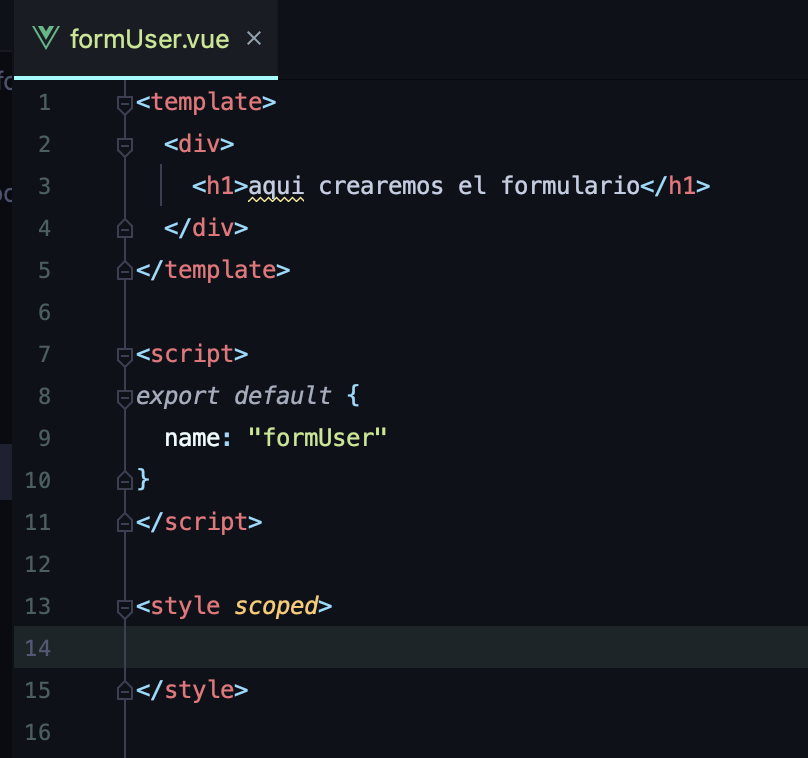 formUser.vue ×
1 <template>
2 <div>
3 <h1>aqui crearemos el formulario</h1>
4 </div>
5 </template>
6
7 <script>
8 export default {
9 name: "formUser"
10 }
11 </script>
12
13 <style scoped>
14
15 </style>
16